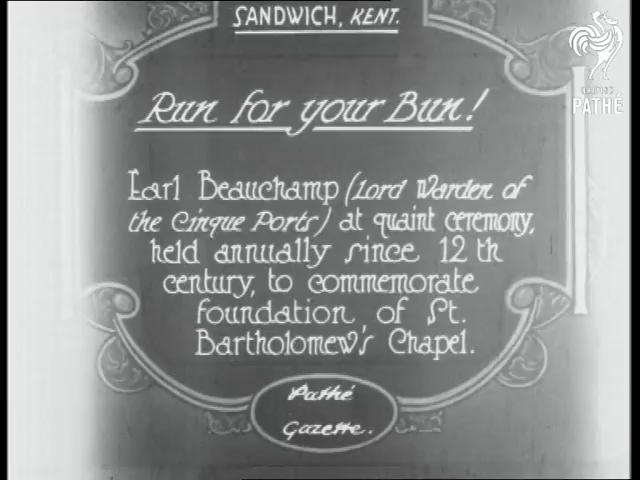 SANDWICH, KENT.
BRITISH
PATHÉ
Run for your Bun!
Earl Beauchamp (Lord Warden of
the Cinque Ports) at quaint ceremony,
held annually since 12 th
century, to commemorate
foundation of St.
Bartholomew's Chapel.
Pathé
Gazette.